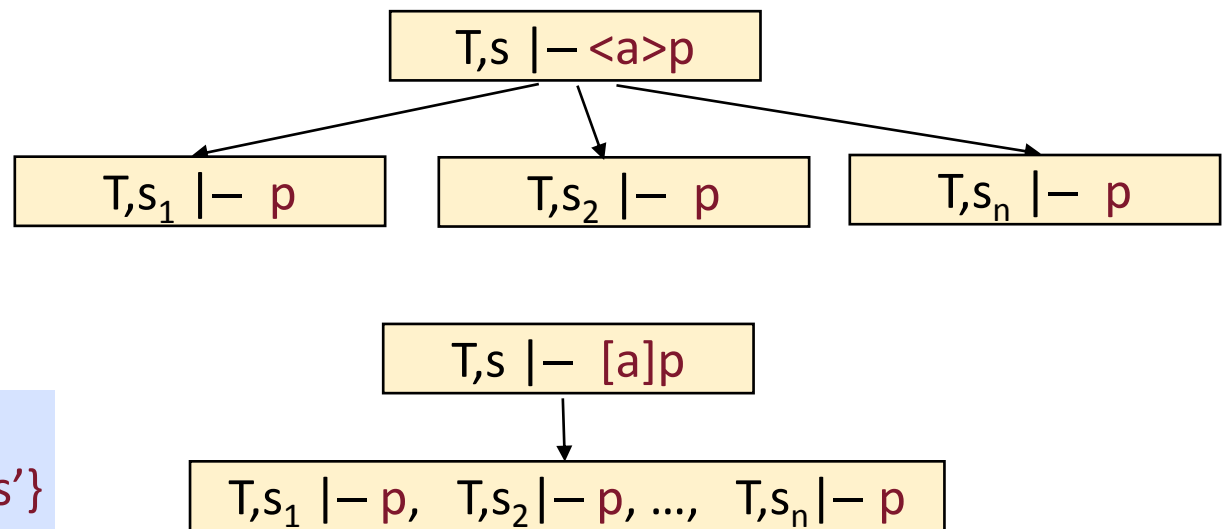 T,s |– <a>p
T,s₁ |– p
T,s₂ |– p
T,sₙ |– p
T,s |– [a]p
s’}
T,s₁ |– p, T,s₂|– p, …, T,sₙ|– p